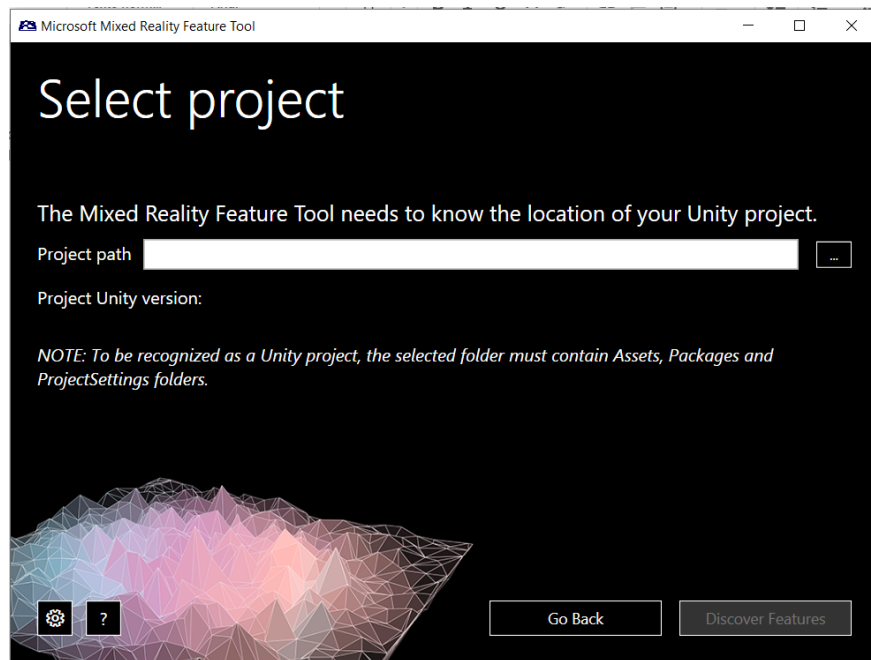 Microsoft Mixed Reality Feature Tool
Select project
The Mixed Reality Feature Tool needs to know the location of your Unity project.
Project path
...
Project Unity version:
NOTE: To be recognized as a Unity project, the selected folder must contain Assets, Packages and
ProjectSettings folders.
?
Go Back
Discover Features